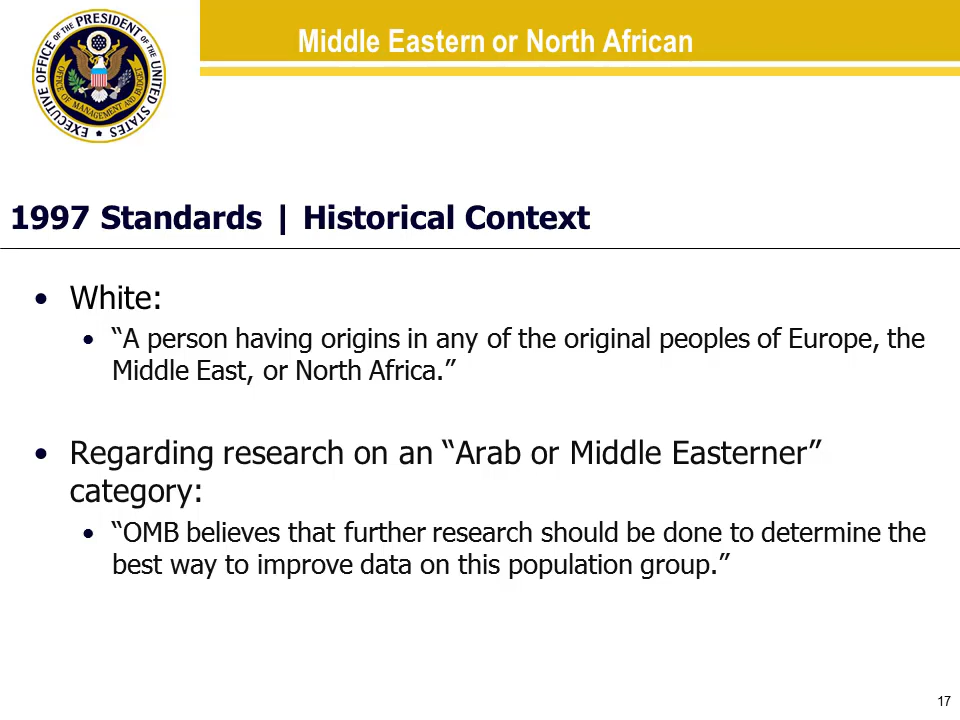 EXECUTIVE OFFICE OF THE PRESIDENT OF THE UNITED STATES
OFFICE OF MANAGEMENT AND BUDGET
Middle Eastern or North African
1997 Standards | Historical Context
• White:
• “A person having origins in any of the original peoples of Europe, the
Middle East, or North Africa.”
• Regarding research on an “Arab or Middle Easterner”
category:
• “OMB believes that further research should be done to determine the
best way to improve data on this population group.”
17